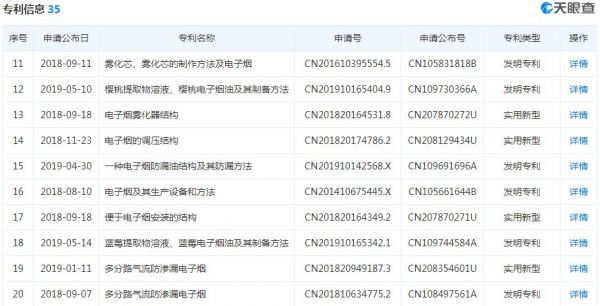 专利信息 35 天眼查
序号 申请公布日 专利名称 申请号 申请公布号 专利类型 操作
11 2018-09-11 雾化芯、雾化芯的制作方法及电子烟 CN201610395554.5 CN105831818B 发明专利 详情
12 2019-05-10 樱桃提取物溶液、樱桃电子烟油及其制备方法 CN201910165404.9 CN109730366A 发明专利 详情
13 2018-09-18 电子烟雾化器结构 CN201820164531.8 CN207870272U 实用新型 详情
14 2018-11-23 电子烟的调压结构 CN201820174786.2 CN208129434U 实用新型 详情
15 2019-04-30 一种电子烟防漏油结构及其防漏方法 CN201910142568.X CN109691696A 发明专利 详情
16 2018-08-10 电子烟及其生产设备和方法 CN201410675445.X CN105661644B 发明专利 详情
17 2018-09-18 便于电子烟安装的结构 CN201820164349.2 CN207870271U 实用新型 详情
18 2019-05-14 蓝莓提取物溶液、蓝莓电子烟油及其制备方法 CN201910165342.1 CN109744584A 发明专利 详情
19 2019-01-11 多分路气流防渗漏电子烟 CN201820949187.3 CN208354601U 实用新型 详情
20 2018-09-07 多分路气流防渗漏电子烟 CN201810634775.2 CN108497561A 发明专利 详情